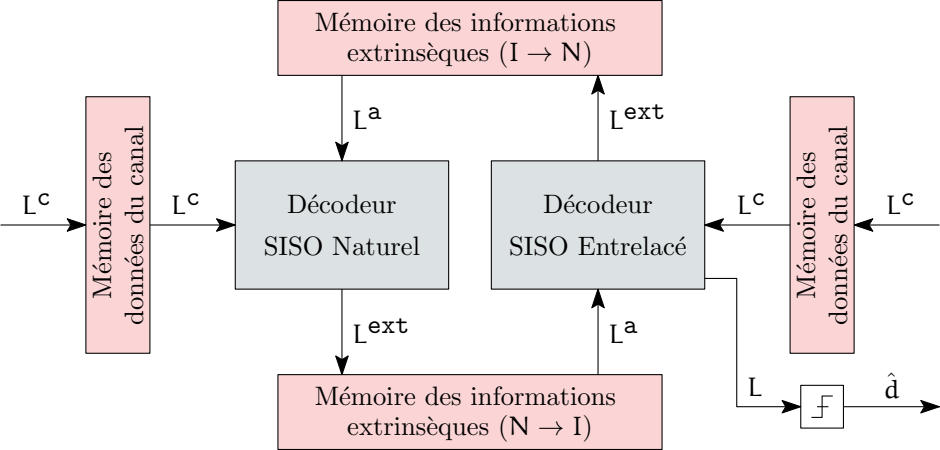 Mémoire des informations
extrinsèques (I → N)
L^a
L^ext
L^c
Mémoire des
données du canal
L^c
Décodeur
SISO Naturel
Décodeur
SISO Entrelacé
L^c
Mémoire des
données du canal
L^c
L^ext
L^a
Mémoire des informations
extrinsèques (N → I)
L
d̂